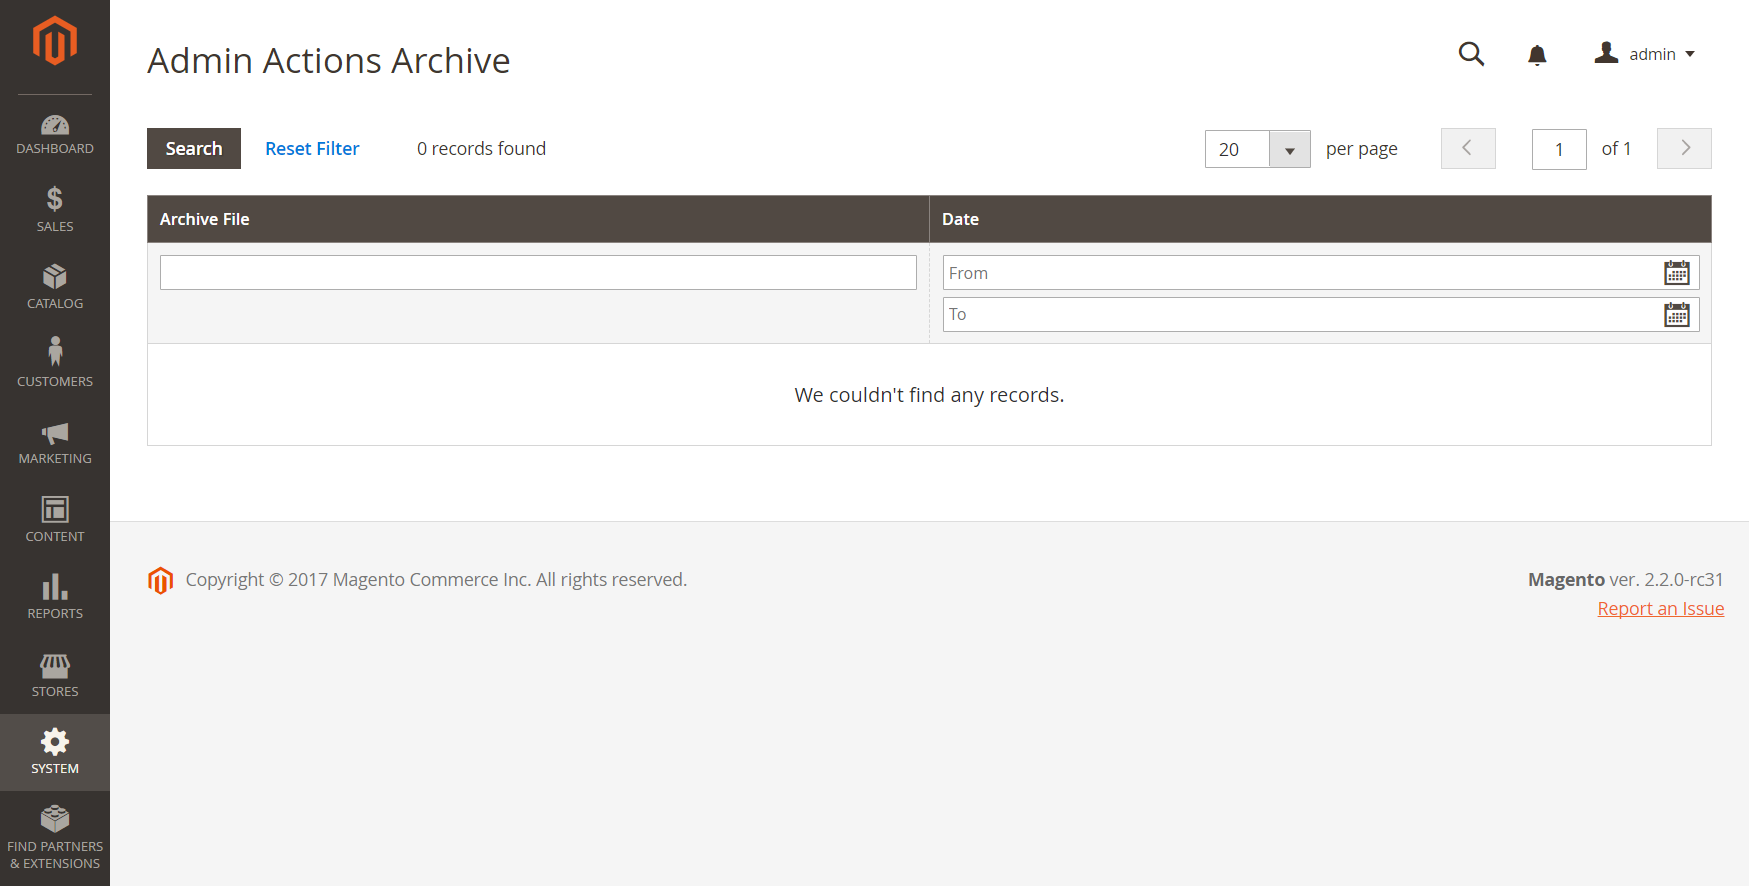 Admin Actions Archive
admin
Search Reset Filter 0 records found 20 per page 1 of 1
Archive File Date
From
To
We couldn't find any records.
Copyright © 2017 Magento Commerce Inc. All rights reserved.
Magento ver. 2.2.0-rc31
Report an Issue
DASHBOARD
SALES
CATALOG
CUSTOMERS
MARKETING
CONTENT
REPORTS
STORES
SYSTEM
FIND PARTNERS
& EXTENSIONS